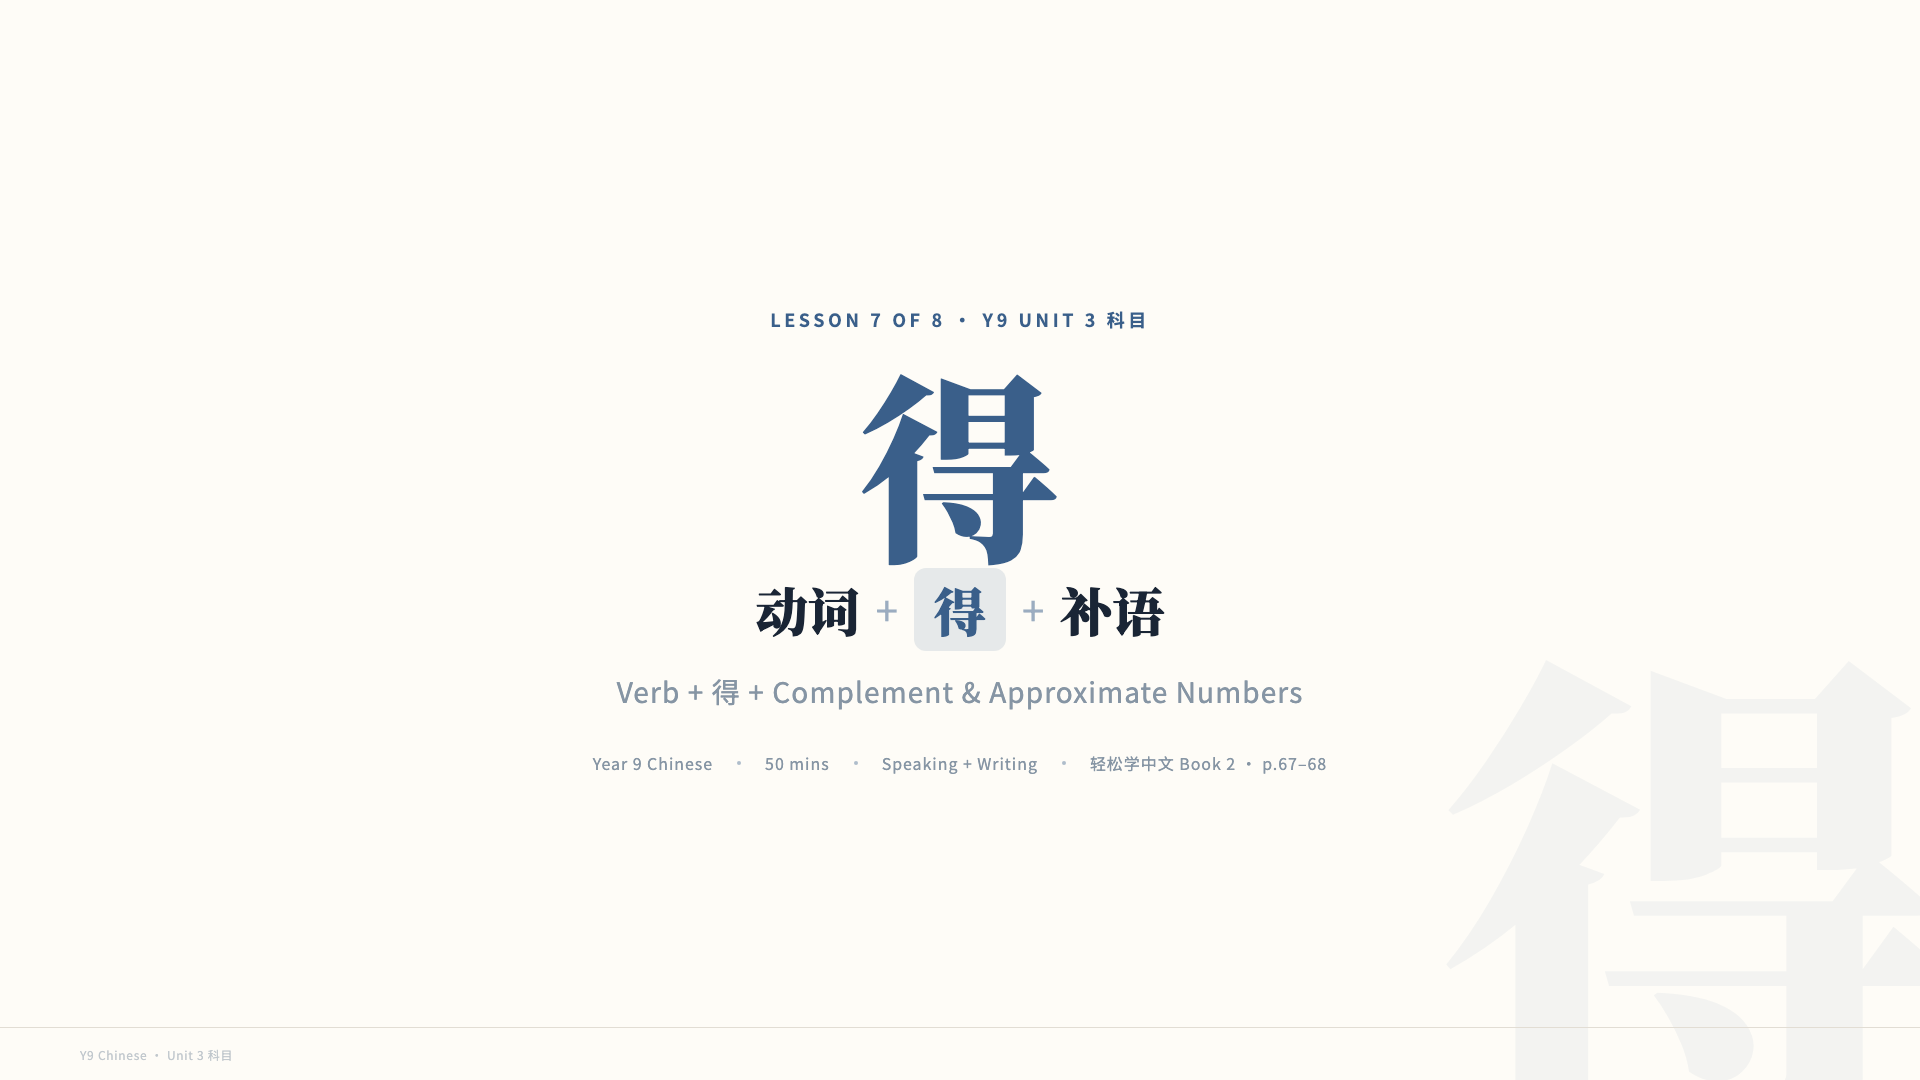 LESSON 7 OF 8 • Y9 UNIT 3 科目
得
动词 + 得 + 补语
Verb + 得 + Complement & Approximate Numbers
Year 9 Chinese • 50 mins • Speaking + Writing • 轻松学中文 Book 2 • p.67–68
得
Y9 Chinese • Unit 3 科目